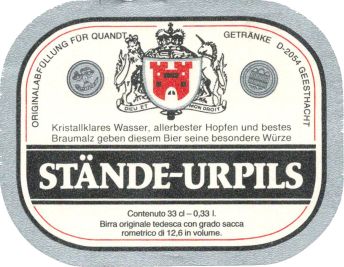 ORIGINALABFÜLLUNG FÜR QUANDT GETRÄNKE D-2054 GEESTHACHT
DIEU ET MON DROIT
Kristallklares Wasser, allerbester Hopfen und bestes
Braumalz geben diesem Bier seine besondere Würze
STÄNDE-URPILS
Contenuto 33 cl – 0,33 l.
Birra originale tedesca con grado sacca
rometrico di 12,6 in volume.